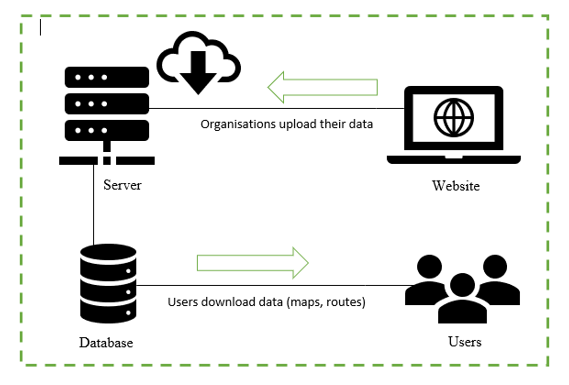 Organisations upload their data
Server
Website
Users download data (maps, routes)
Database
Users